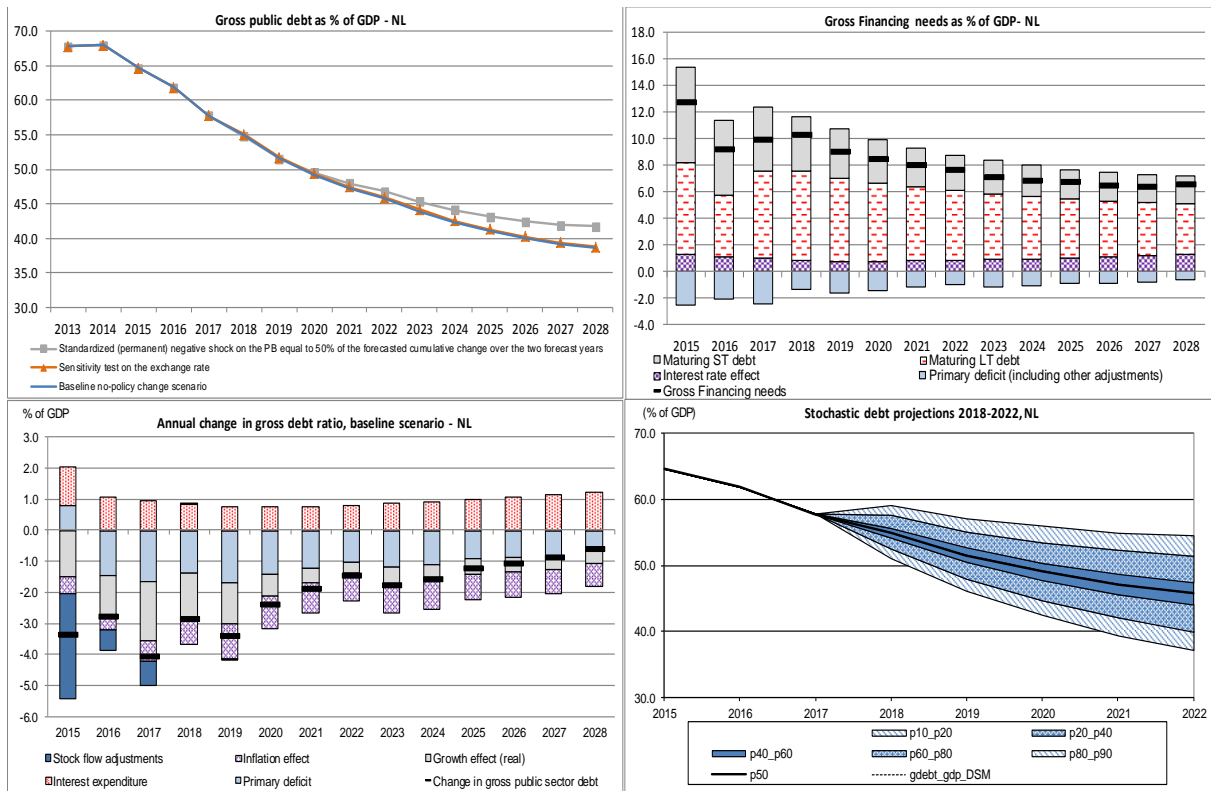 Gross public debt as % of GDP - NL
70.0
65.0
60.0
55.0
50.0
45.0
40.0
35.0
30.0
2013 2014 2015 2016 2017 2018 2019 2020 2021 2022 2023 2024 2025 2026 2027 2028
Standardized (permanent) negative shock on the PB equal to 50% of the forecasted cumulative change over the two forecast years
Sensitivity test on the exchange rate
Baseline no-policy change scenario
Gross Financing needs as % of GDP- NL
18.0
16.0
14.0
12.0
10.0
8.0
6.0
4.0
2.0
0.0
-2.0
-4.0
2015 2016 2017 2018 2019 2020 2021 2022 2023 2024 2025 2026 2027 2028
Maturing ST debt Maturing LT debt
Interest rate effect Primary deficit (including other adjustments)
Gross Financing needs
% of GDP
Annual change in gross debt ratio, baseline scenario - NL
3.0
2.0
1.0
0.0
-1.0
-2.0
-3.0
-4.0
-5.0
-6.0
2015 2016 2017 2018 2019 2020 2021 2022 2023 2024 2025 2026 2027 2028
Stock flow adjustments Inflation effect Growth effect (real)
Interest expenditure Primary deficit Change in gross public sector debt
(% of GDP)
Stochastic debt projections 2018-2022, NL
70.0
60.0
50.0
40.0
30.0
2015 2016 2017 2018 2019 2020 2021 2022
p10_p20 p20_p40
p40_p60 p60_p80 p80_p90
p50 gdebt_gdp_DSM